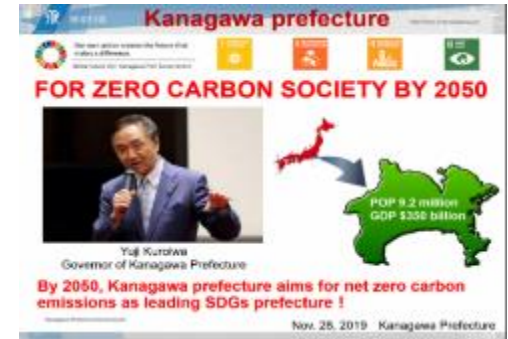 Kanagawa prefecture
FOR ZERO CARBON SOCIETY BY 2050
POP 9.2 million
GDP $350 billion
Yuji Kuroiwa
Governor of Kanagawa Prefecture
By 2050, Kanagawa prefecture aims for net zero carbon
emissions as leading SDGs prefecture !
Nov. 28, 2019 Kanagawa Prefecture